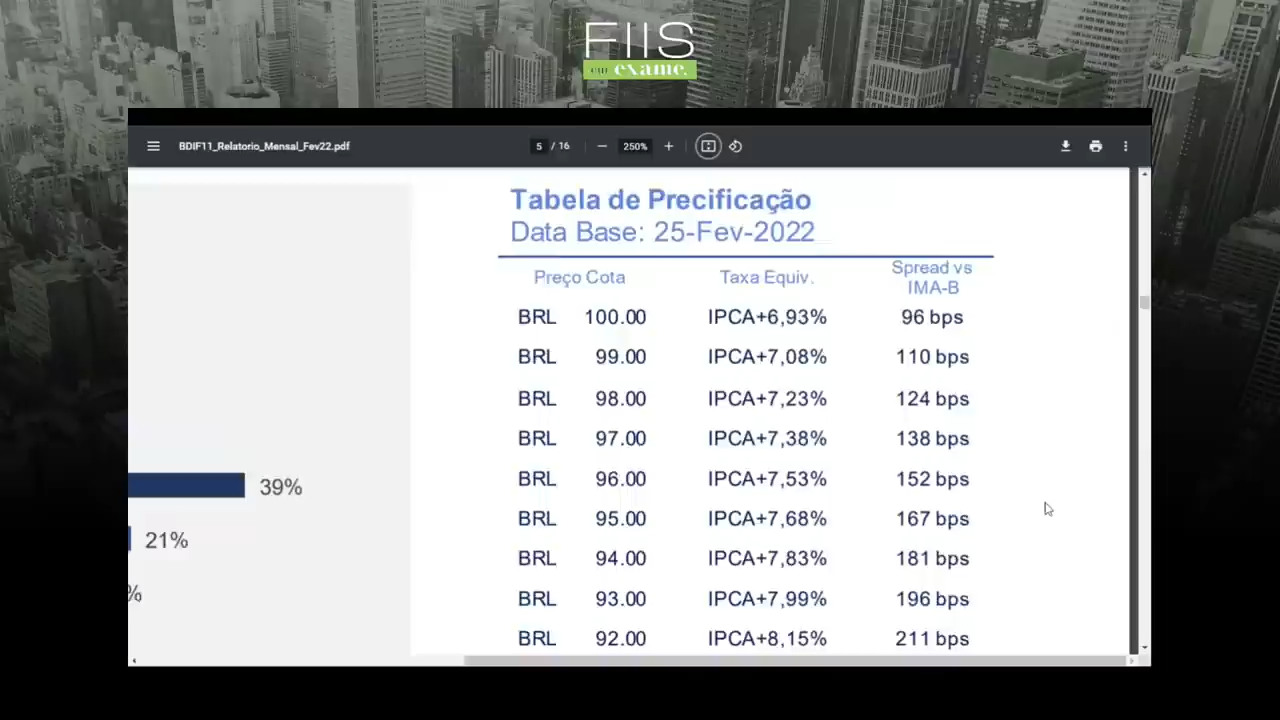 FIIS
em exame.
BDIF11_Relatorio_Mensal_Fev22.pdf
5 / 16
250%
Tabela de Precificação
Data Base: 25-Fev-2022
Preço Cota Taxa Equiv. Spread vs IMA-B
BRL 100.00 IPCA+6,93% 96 bps
BRL 99.00 IPCA+7,08% 110 bps
BRL 98.00 IPCA+7,23% 124 bps
BRL 97.00 IPCA+7,38% 138 bps
BRL 96.00 IPCA+7,53% 152 bps
BRL 95.00 IPCA+7,68% 167 bps
BRL 94.00 IPCA+7,83% 181 bps
BRL 93.00 IPCA+7,99% 196 bps
BRL 92.00 IPCA+8,15% 211 bps
39%
21%
%